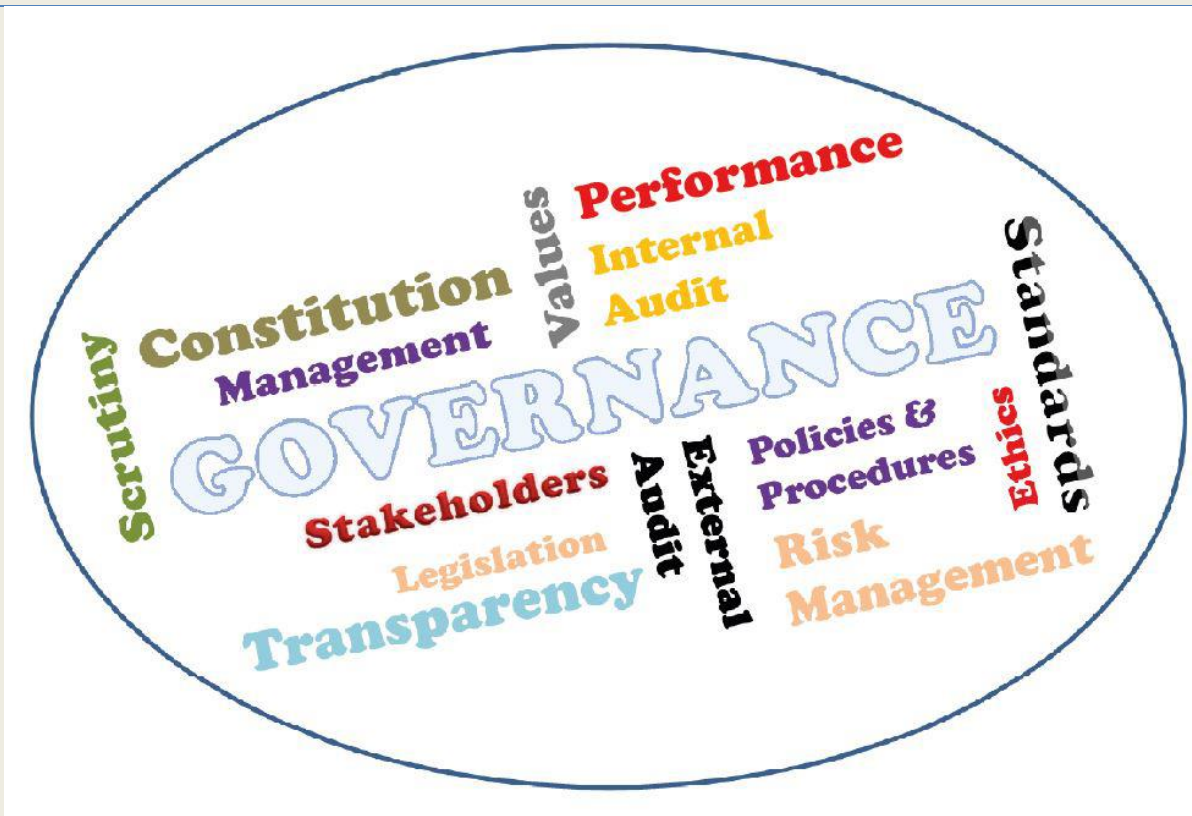 Performance
Values
Internal
Audit
Constitution
Management
Standards
Scrutiny
GOVERNANCE
Stakeholders
Audit
External
Policies &
Procedures
Ethics
Legislation
Transparency
Risk
Management